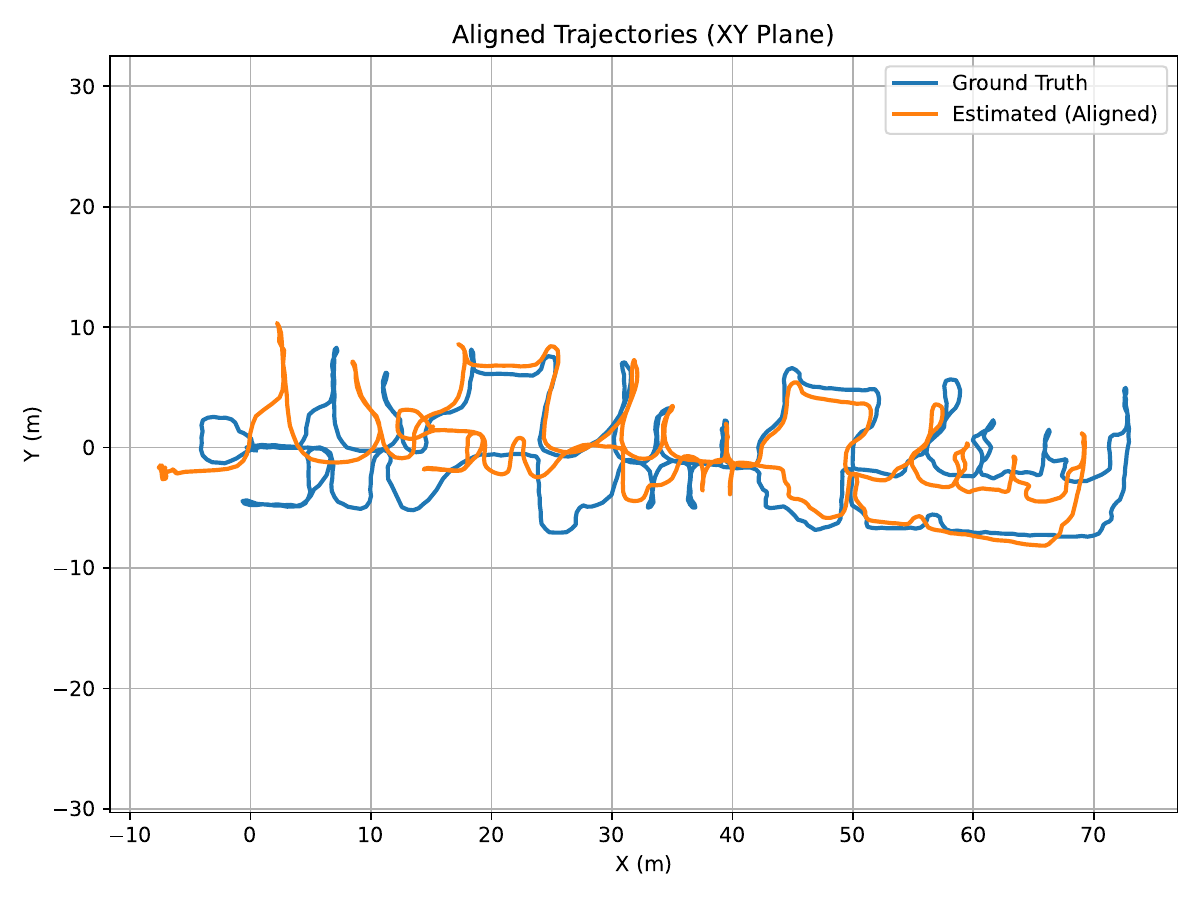 Aligned Trajectories (XY Plane)
Ground Truth
Estimated (Aligned)
30
20
10
0
−10
−20
−30
Y (m)
−10 0 10 20 30 40 50 60 70
X (m)